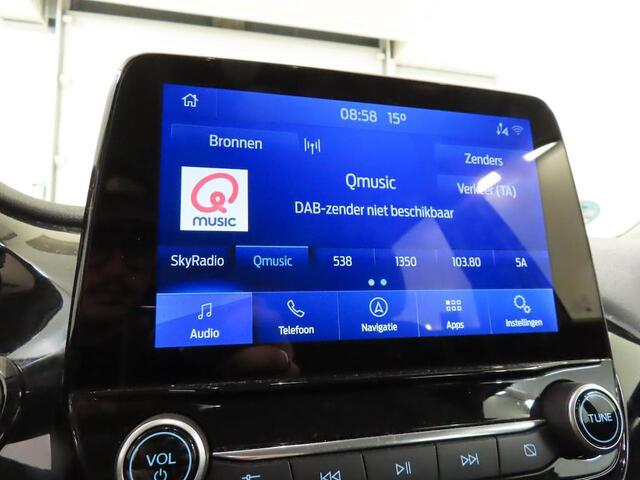 08:58 15°
Bronnen
Zenders
Qmusic
Verkeer (TA)
MUSIC
DAB-zender niet beschikbaar
SkyRadio Qmusic 538 1350 103.80 5A
Audio Telefoon Navigatie Apps Instellingen
VOL
TUNE